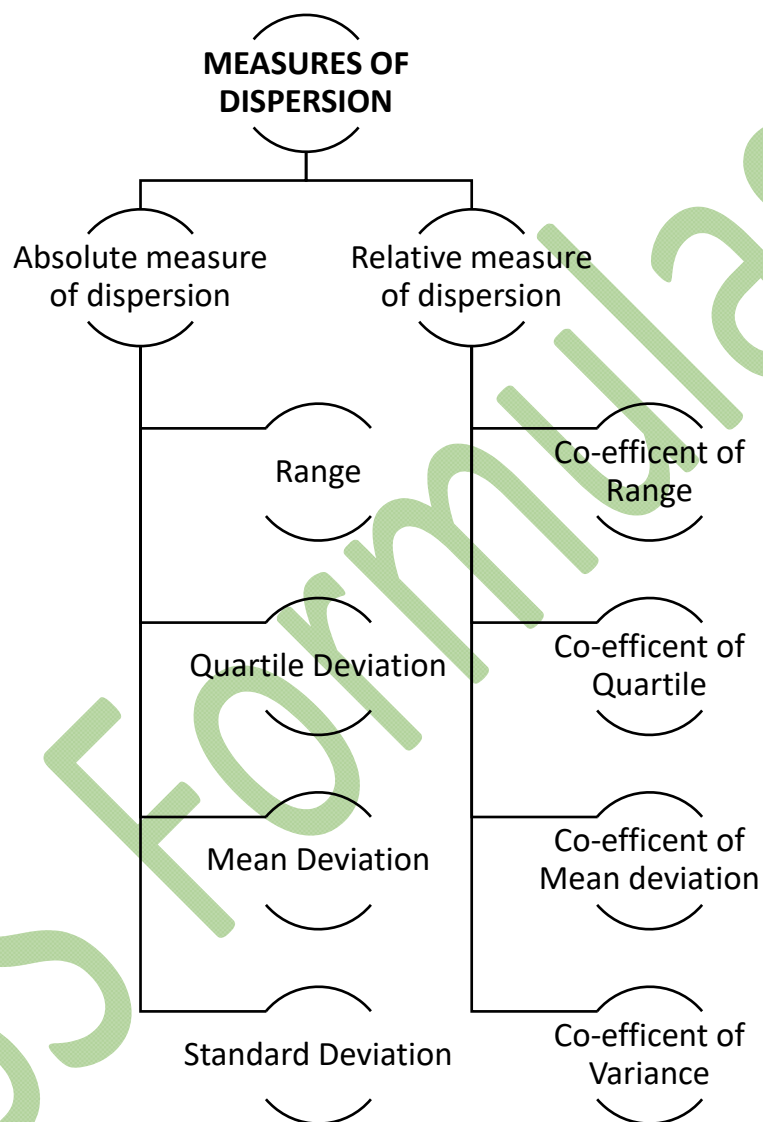 MEASURES OF
DISPERSION
Absolute measure
of dispersion
Relative measure
of dispersion
Range
Co-efficent of
Range
Quartile Deviation
Co-efficent of
Quartile
Mean Deviation
Co-efficent of
Mean deviation
Standard Deviation
Co-efficent of
Variance
s Formula